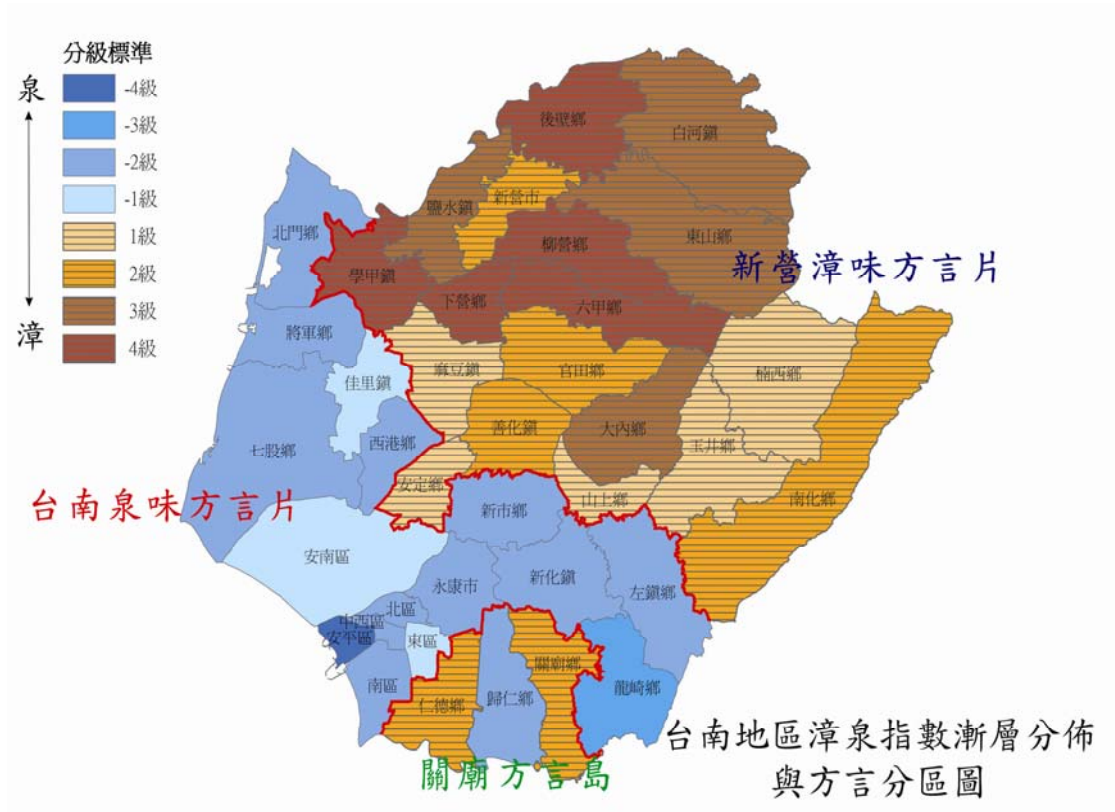 分級標準
泉
漳
-4級
-3級
-2級
-1級
1級
2級
3級
4級
後壁鄉
白河鎮
鹽水鎮
新營市
北門鄉
柳營鄉
東山鄉
新營漳味方言片
學甲鎮
下營鄉
六甲鄉
將軍鄉
麻豆鎮
官田鄉
楠西鄉
佳里鎮
善化鎮
大內鄉
玉井鄉
七股鄉
西港鄉
安定鄉
山上鄉
南化鄉
台南泉味方言片
新市鄉
安南區
永康市
新化鎮
左鎮鄉
北區
中西區
安平區
東區
關廟鄉
南區
仁德鄉
歸仁鄉
龍崎鄉
關廟方言島
台南地區漳泉指數漸層分佈
與方言分區圖